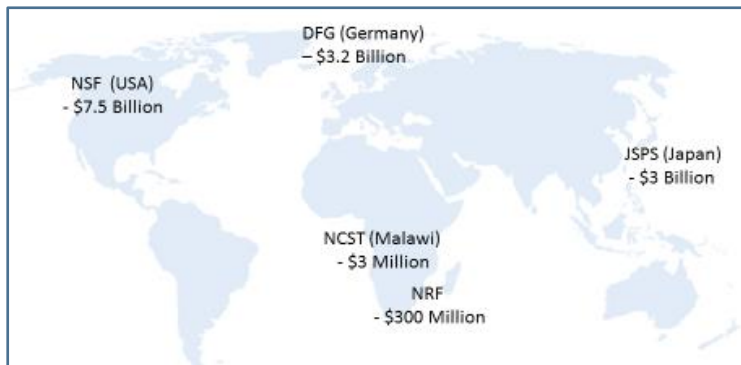 DFG (Germany)
– $3.2 Billion
NSF (USA)
- $7.5 Billion
JSPS (Japan)
- $3 Billion
NCST (Malawi)
- $3 Million
NRF
- $300 Million